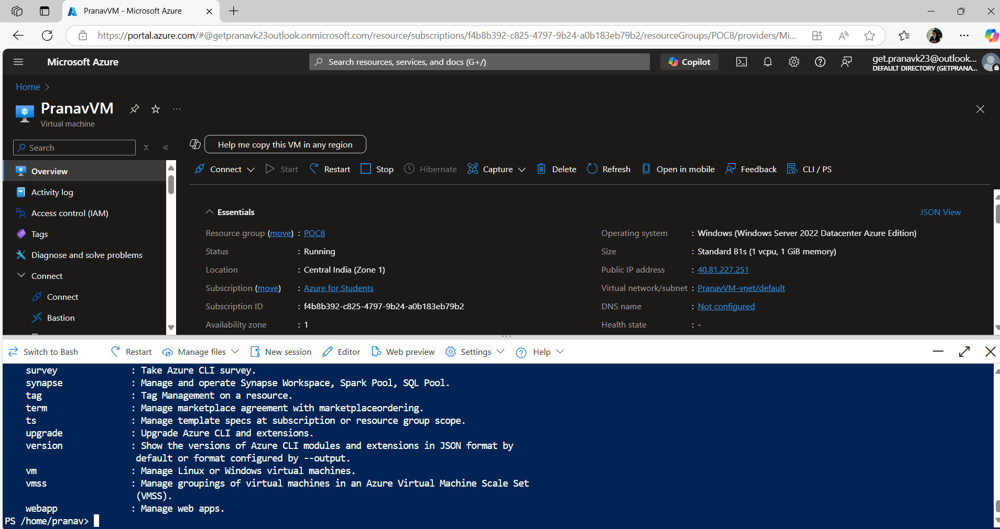 PranavVM - Microsoft Azure
https://portal.azure.com/#@getpranavk23outlook.onmicrosoft.com/resource/subscriptions/f4b8b392-c825-4797-9b24-a0b183eb79b2/resourceGroups/POC8/providers/Mi...
Microsoft Azure
Search resources, services, and docs (G+/)
Copilot
get.pranavk23@outlook...
DEFAULT DIRECTORY (GETPRANA...
Home
PranavVM
Virtual machine
Search
Help me copy this VM in any region
Connect Start Restart Stop Hibernate Capture Delete Refresh Open in mobile Feedback CLI / PS
Overview
Activity log
Access control (IAM)
Tags
Diagnose and solve problems
Connect
Connect
Bastion
Essentials
JSON View
Resource group (move) : POC8
Status : Running
Location : Central India (Zone 1)
Subscription (move) : Azure for Students
Subscription ID : f4b8b392-c825-4797-9b24-a0b183eb79b2
Availability zone : 1
Operating system : Windows (Windows Server 2022 Datacenter Azure Edition)
Size : Standard B1s (1 vcpu, 1 GiB memory)
Public IP address : 40.81.227.251
Virtual network/subnet : PranavVM-vnet/default
DNS name : Not configured
Health state : -
Switch to Bash Restart Manage files New session Editor Web preview Settings Help
survey : Take Azure CLI survey.
synapse : Manage and operate Synapse Workspace, Spark Pool, SQL Pool.
tag : Tag Management on a resource.
term : Manage marketplace agreement with marketplaceordering.
ts : Manage template specs at subscription or resource group scope.
upgrade : Upgrade Azure CLI and extensions.
version : Show the versions of Azure CLI modules and extensions in JSON format by
default or format configured by --output.
vm : Manage Linux or Windows virtual machines.
vmss : Manage groupings of virtual machines in an Azure Virtual Machine Scale Set
(VMSS).
webapp : Manage web apps.
PS /home/pranav>